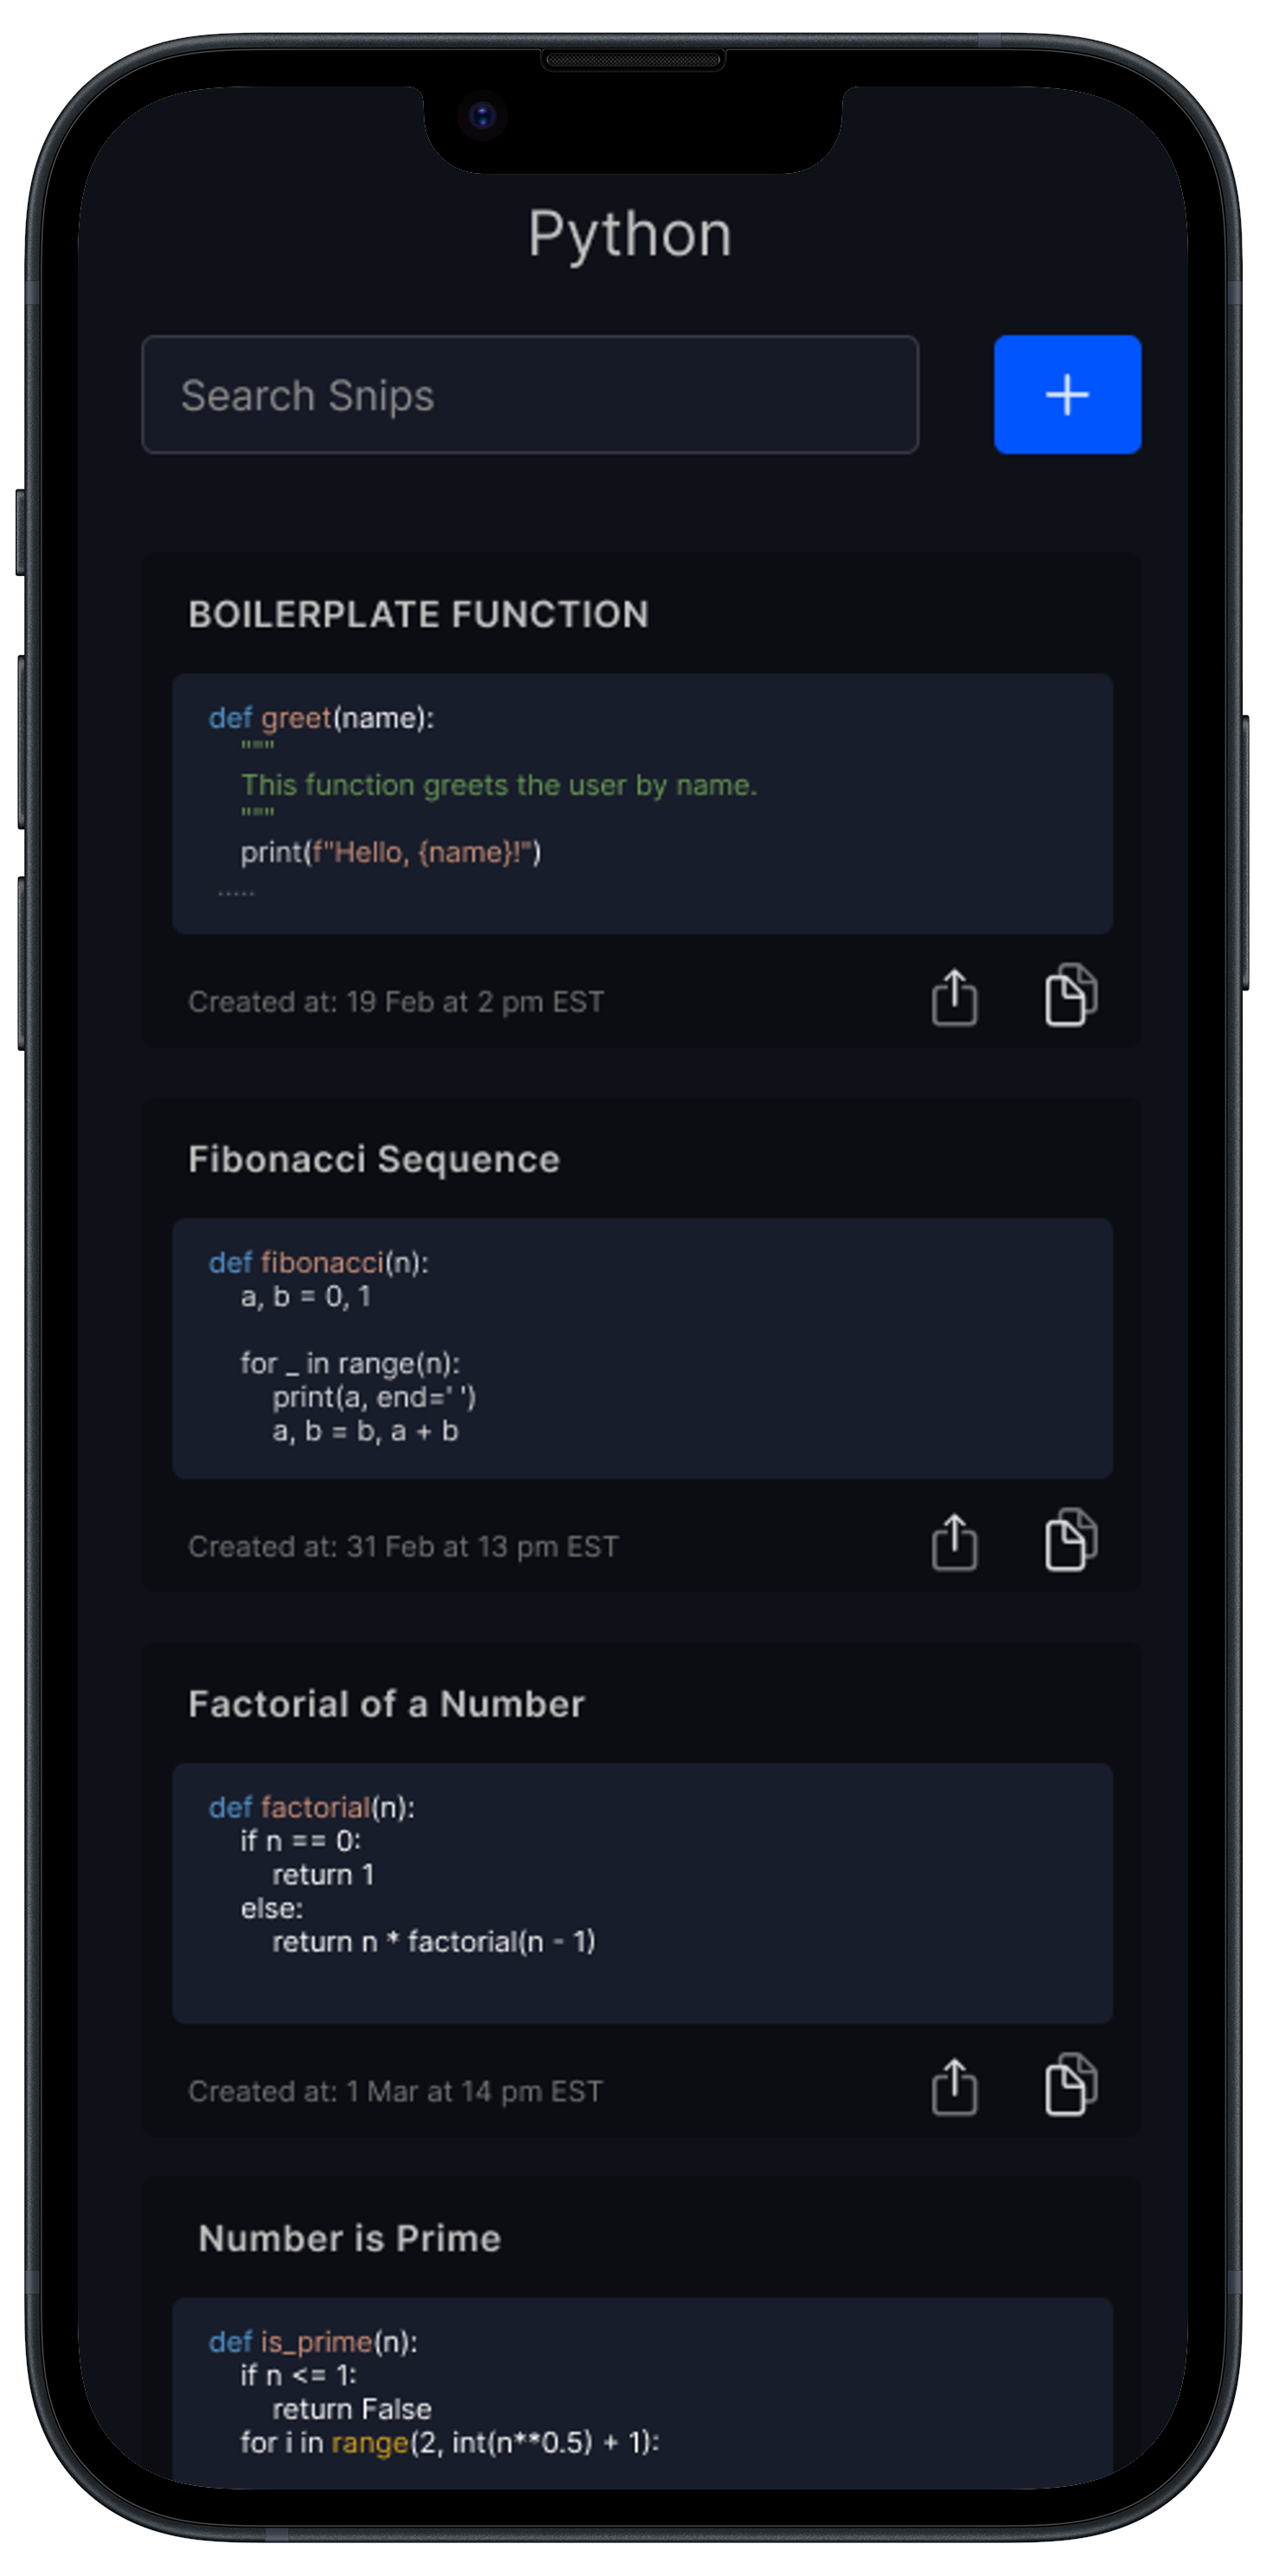 Python
Search Snips
BOILERPLATE FUNCTION
def greet(name):
"""
This function greets the user by name.
"""
print(f"Hello, {name}!")
.....
Created at: 19 Feb at 2 pm EST
Fibonacci Sequence
def fibonacci(n):
a, b = 0, 1
for _ in range(n):
print(a, end=' ')
a, b = b, a + b
Created at: 31 Feb at 13 pm EST
Factorial of a Number
def factorial(n):
if n == 0:
return 1
else:
return n * factorial(n - 1)
Created at: 1 Mar at 14 pm EST
Number is Prime
def is_prime(n):
if n <= 1:
return False
for i in range(2, int(n**0.5) + 1):